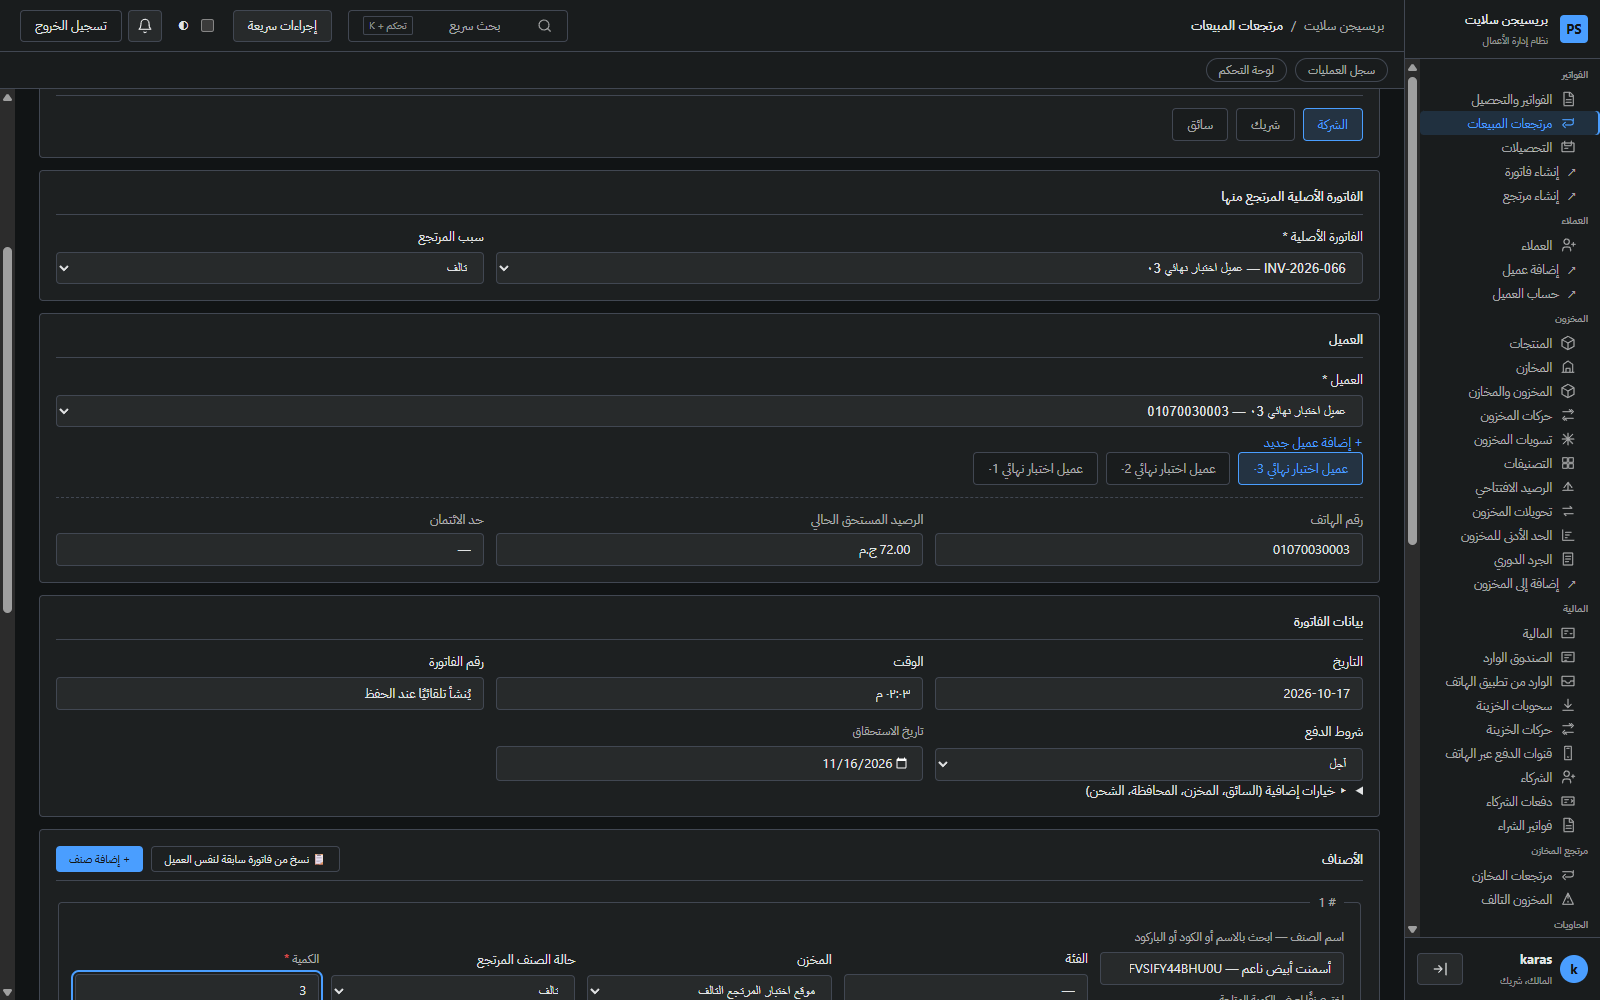 PS
بريسيجن سلايت
نظام إدارة الأعمال
بريسيجن سلايت / مرتجعات المبيعات
بحث سريع
تحكم + K
إجراءات سريعة
تسجيل الخروج
سجل العمليات
لوحة التحكم
الفواتير
الفواتير والتحصيل
مرتجعات المبيعات
التحصيلات
إنشاء فاتورة
إنشاء مرتجع
العملاء
العملاء
إضافة عميل
حساب العميل
المخزون
المنتجات
المخازن
المخزون والمخازن
حركات المخزون
تسويات المخزون
التصنيفات
الرصيد الافتتاحي
تحويلات المخزون
الحد الأدنى للمخزون
الجرد الدوري
إضافة إلى المخزون
المالية
المالية
الصندوق الوارد
الوارد من تطبيق الهاتف
سحوبات الخزينة
حركات الخزينة
قنوات الدفع عبر الهاتف
الشركاء
دفعات الشركاء
فواتير الشراء
مرتجع المخازن
مرتجعات المخازن
المخزون التالف
الحاويات
karas
المالك، شريك
k
الشركة
شريك
سائق
الفاتورة الأصلية المرتجع منها
الفاتورة الأصلية *
سبب المرتجع
INV-2026-066 — عميل اختبار نهائي 3٠
تالف
العميل
العميل *
عميل اختبار نهائي 3٠ — 01070030003
+ إضافة عميل جديد
عميل اختبار نهائي 3٠
عميل اختبار نهائي 2٠
عميل اختبار نهائي 1٠
رقم الهاتف
الرصيد المستحق الحالي
حد الائتمان
01070030003
72.00 ج.م
—
بيانات الفاتورة
التاريخ
الوقت
رقم الفاتورة
2026-10-17
٠٢:٠٣ م
يُنشأ تلقائيًا عند الحفظ
شروط الدفع
تاريخ الاستحقاق
آجل
11/16/2026
خيارات إضافية (السائق، المخزن، المحافظة، الشحن)
الأصناف
نسخ من فاتورة سابقة لنفس العميل
+ إضافة صنف
# 1
اسم الصنف — ابحث بالاسم أو الكود أو الباركود
الفئة
المخزن
حالة الصنف المرتجع
الكمية *
أسمنت أبيض ناعم — FVSIFY44BHU0U
—
موقع اختبار المرتجع التالف
تالف
3